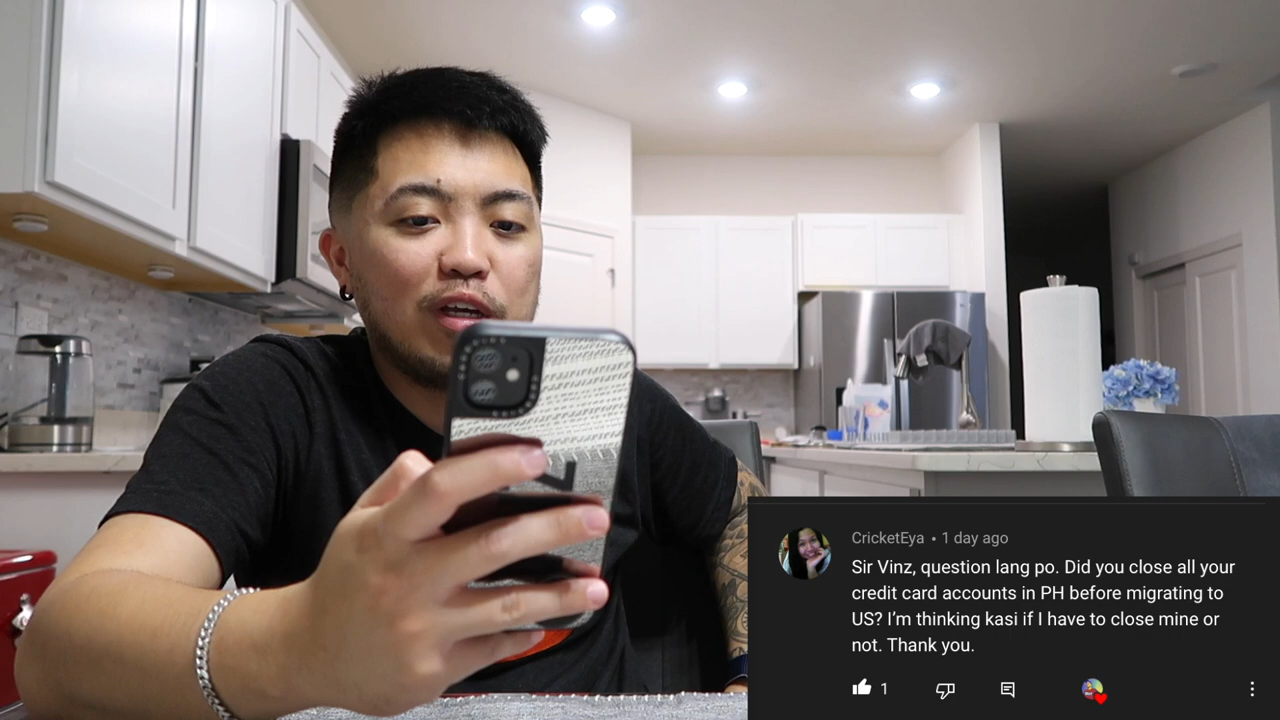 CricketEya • 1 day ago
Sir Vinz, question lang po. Did you close all your
credit card accounts in PH before migrating to
US? I'm thinking kasi if I have to close mine or
not. Thank you.
1